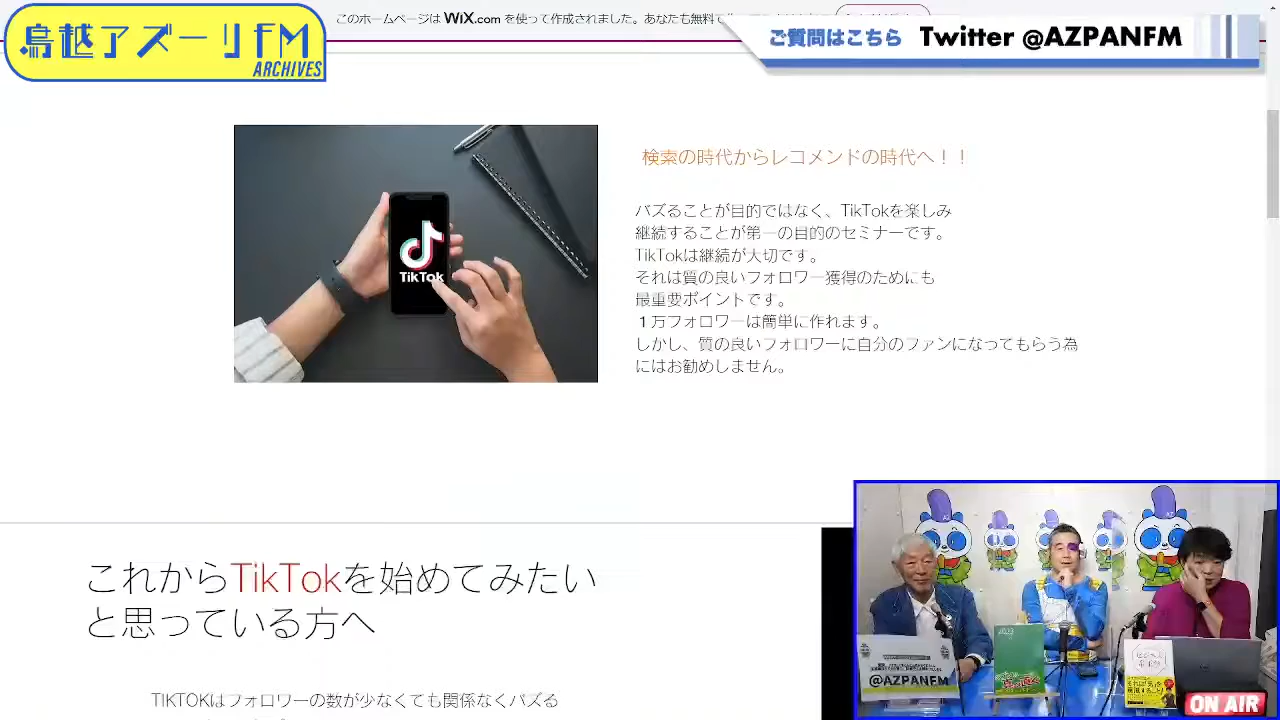 鳥越アズーリFM
ARCHIVES
このホームページは WiX.com を使って作成されました。あなたも無料で
ご質問はこちら Twitter @AZPANFM
TikTok
検索の時代からレコメンドの時代へ！！
バズることが目的ではなく、TikTokを楽しみ
継続することが第一の目的のセミナーです。
TikTokは継続が大切です。
それは質の良いフォロワー獲得のためにも
最重要ポイントです。
１万フォロワーは簡単に作れます。
しかし、質の良いフォロワーに自分のファンになってもらう為
にはお勧めしません。
これからTikTokを始めてみたい
と思っている方へ
TIKTOKはフォロワーの数が少なくても関係なくバズる
@AZPANFM
ON AIR